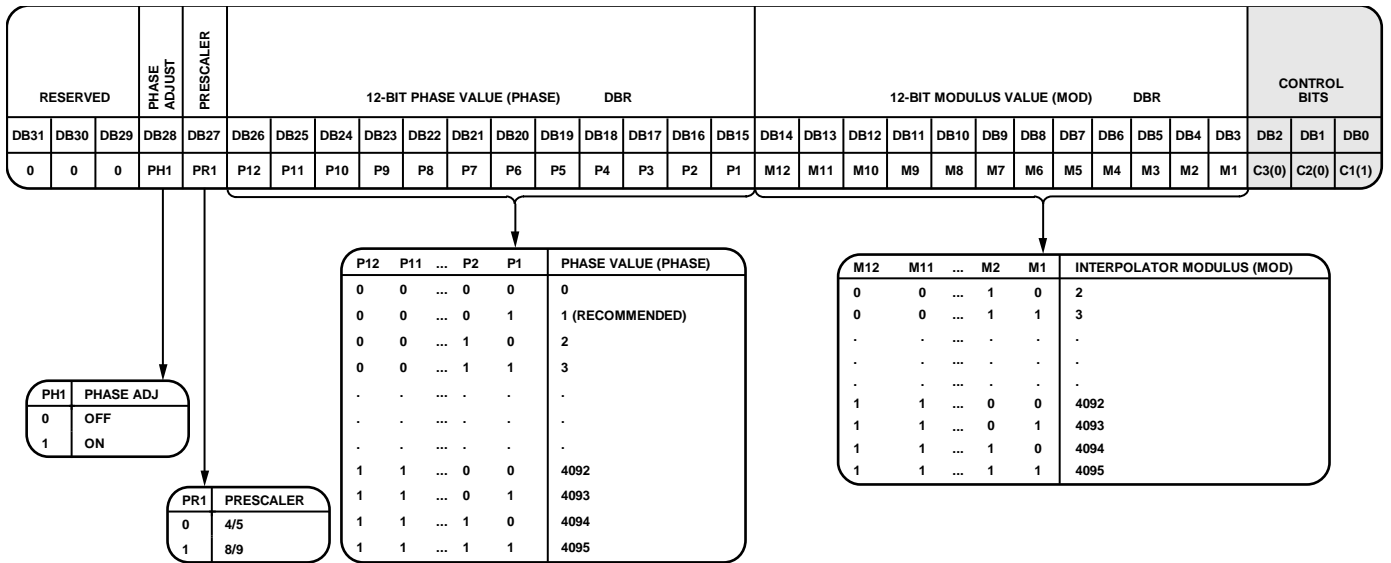 RESERVED
PHASE
ADJUST
PRESCALER
12-BIT PHASE VALUE (PHASE) DBR
12-BIT MODULUS VALUE (MOD) DBR
CONTROL
BITS
DB31 DB30 DB29 DB28 DB27 DB26 DB25 DB24 DB23 DB22 DB21 DB20 DB19 DB18 DB17 DB16 DB15 DB14 DB13 DB12 DB11 DB10 DB9 DB8 DB7 DB6 DB5 DB4 DB3 DB2 DB1 DB0
0 0 0 PH1 PR1 P12 P11 P10 P9 P8 P7 P6 P5 P4 P3 P2 P1 M12 M11 M10 M9 M8 M7 M6 M5 M4 M3 M2 M1 C3(0) C2(0) C1(1)
P12 P11 ... P2 P1 PHASE VALUE (PHASE)
0 0 ... 0 0 0
0 0 ... 0 1 1 (RECOMMENDED)
0 0 ... 1 0 2
0 0 ... 1 1 3
. . ... . . .
. . ... . . .
. . ... . . .
1 1 ... 0 0 4092
1 1 ... 0 1 4093
1 1 ... 1 0 4094
1 1 ... 1 1 4095
M12 M11 ... M2 M1 INTERPOLATOR MODULUS (MOD)
0 0 ... 1 0 2
0 0 ... 1 1 3
. . ... . . .
. . ... . . .
. . ... . . .
1 1 ... 0 0 4092
1 1 ... 0 1 4093
1 1 ... 1 0 4094
1 1 ... 1 1 4095
PH1 PHASE ADJ
0 OFF
1 ON
PR1 PRESCALER
0 4/5
1 8/9